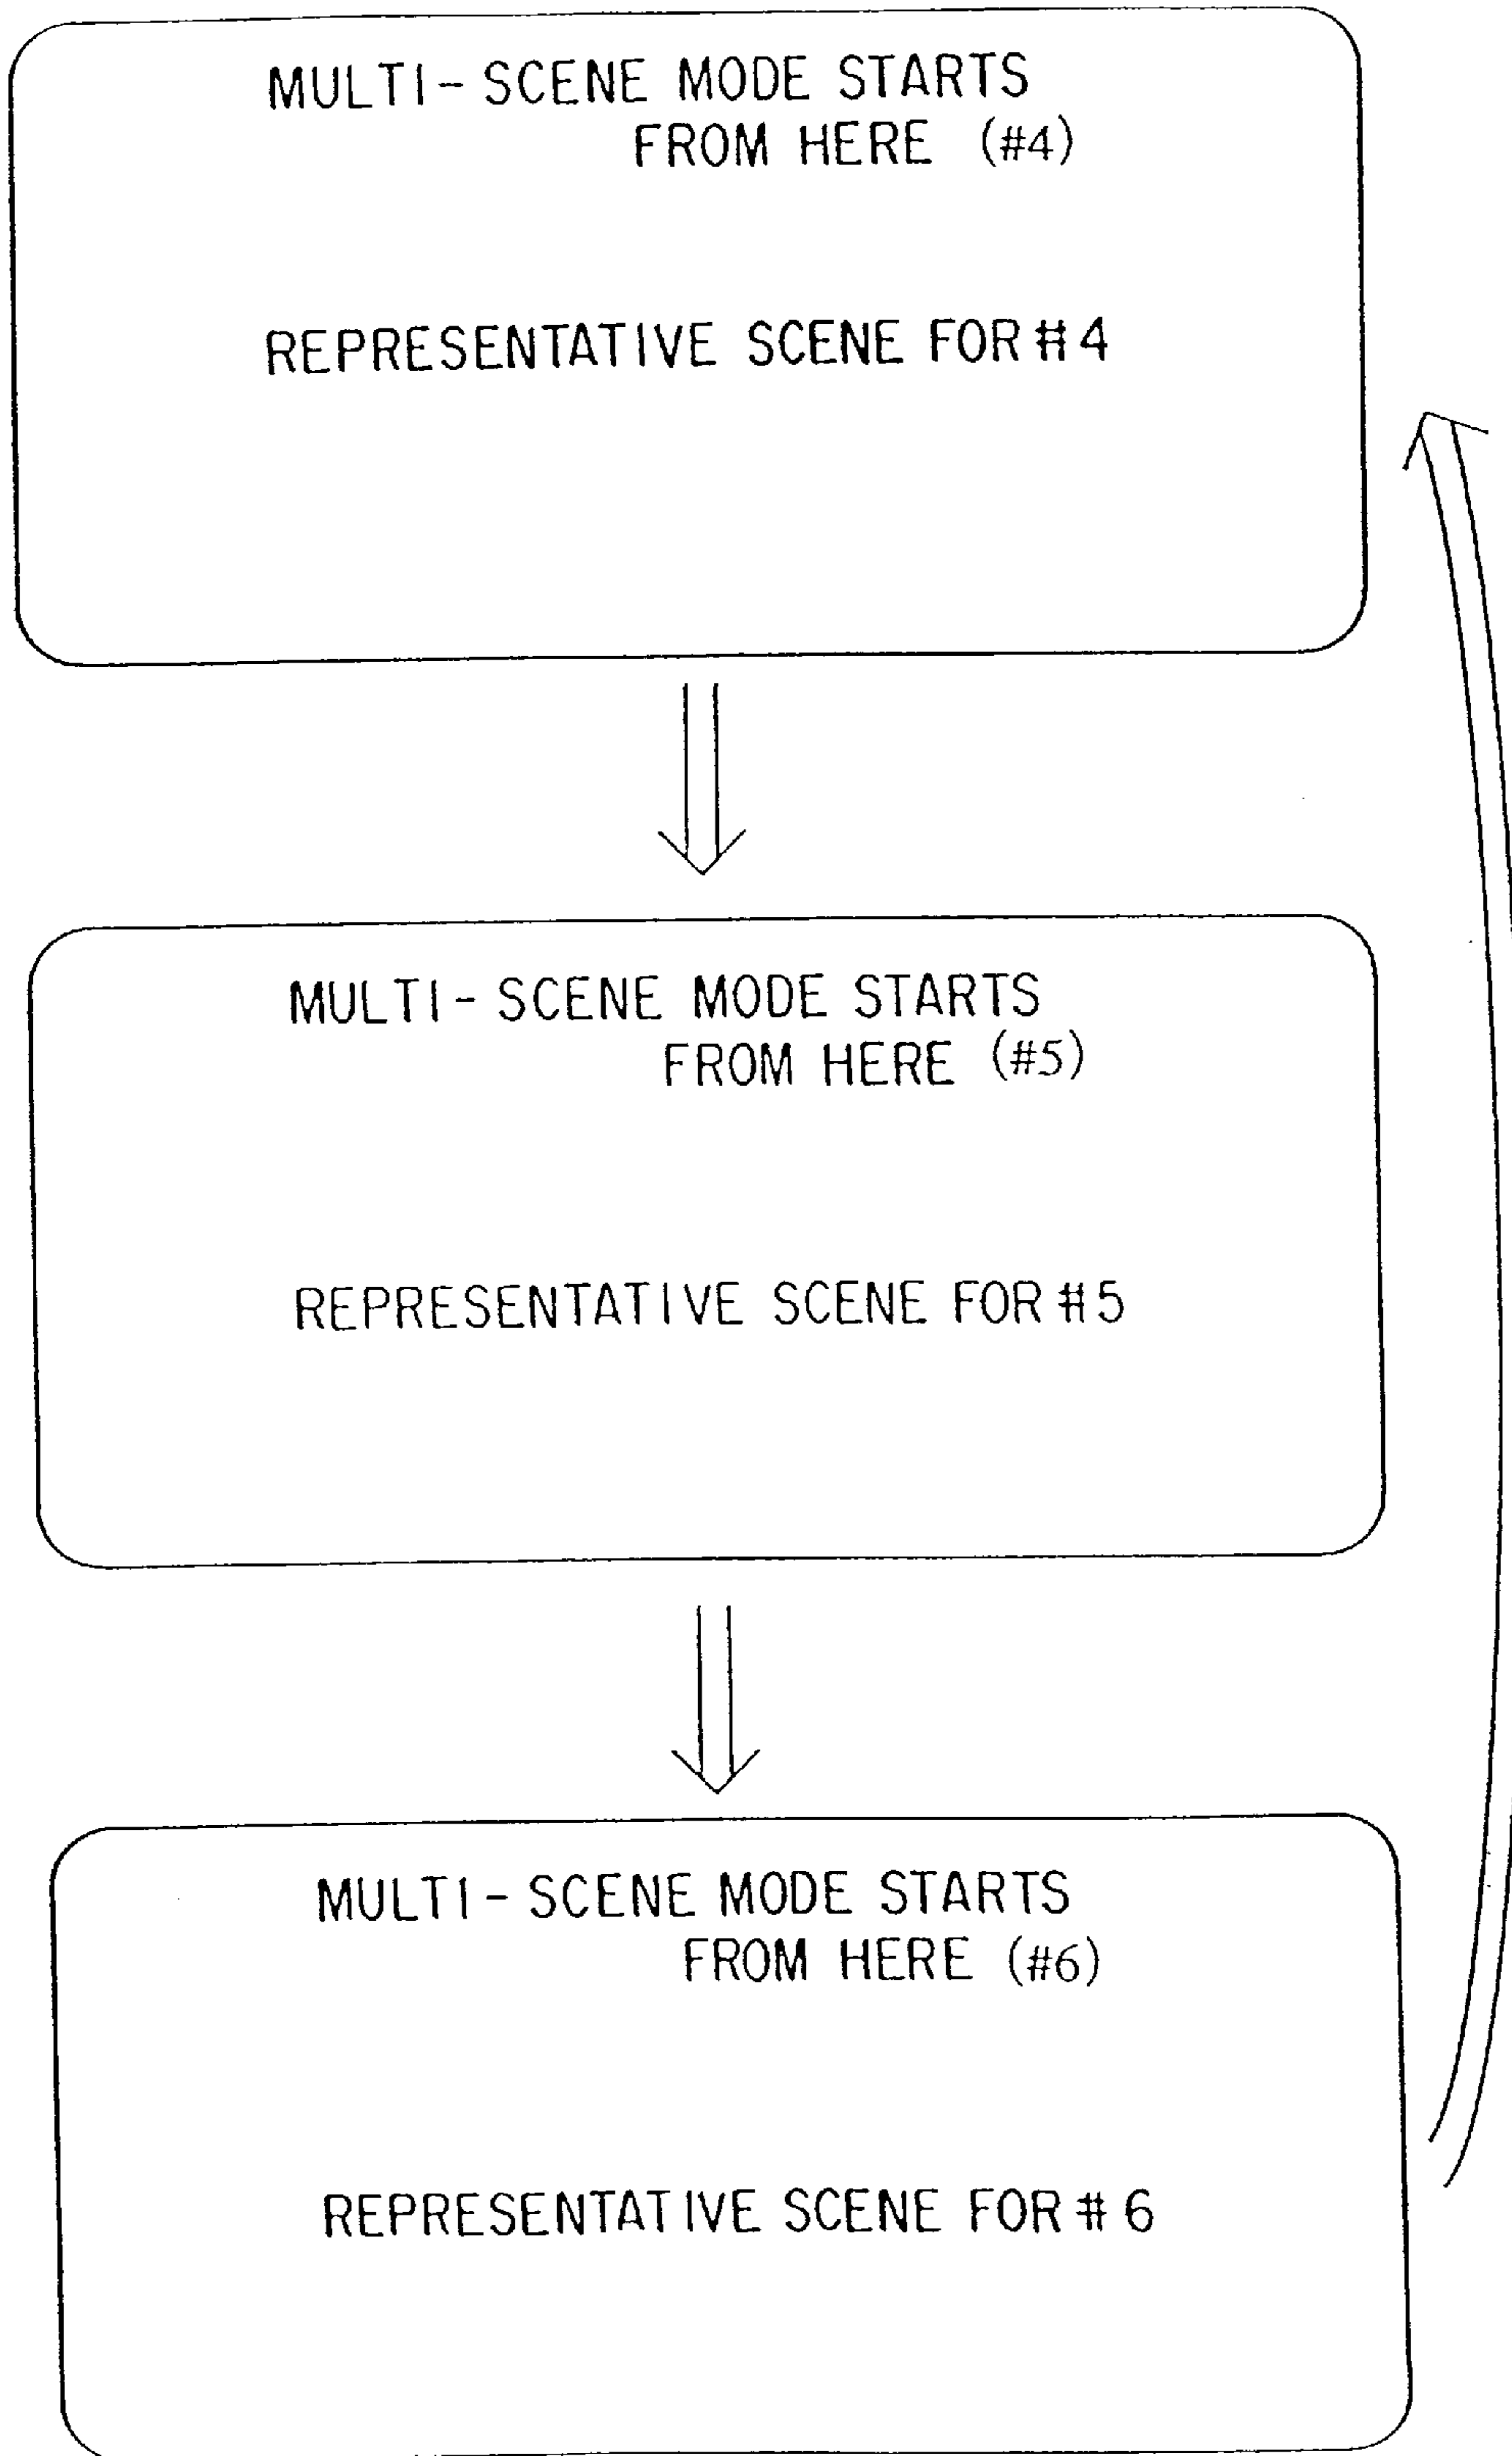 MULTI-SCENE MODE STARTS
FROM HERE (#4)
REPRESENTATIVE SCENE FOR #4
MULTI-SCENE MODE STARTS
FROM HERE (#5)
REPRESENTATIVE SCENE FOR #5
MULTI-SCENE MODE STARTS
FROM HERE (#6)
REPRESENTATIVE SCENE FOR #6